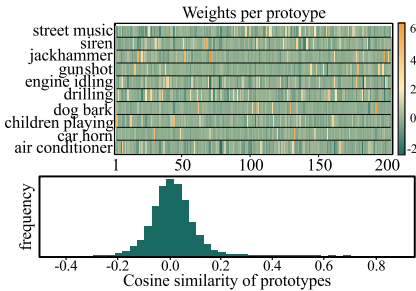 Weights per protoype
street music
siren
jackhammer
gunshot
engine idling
drilling
dog bark
children playing
car horn
air conditioner
1 50 100 150 200
6
4
2
0
-2
frequency
-0.4 -0.2 0.0 0.2 0.4 0.6 0.8
Cosine similarity of prototypes